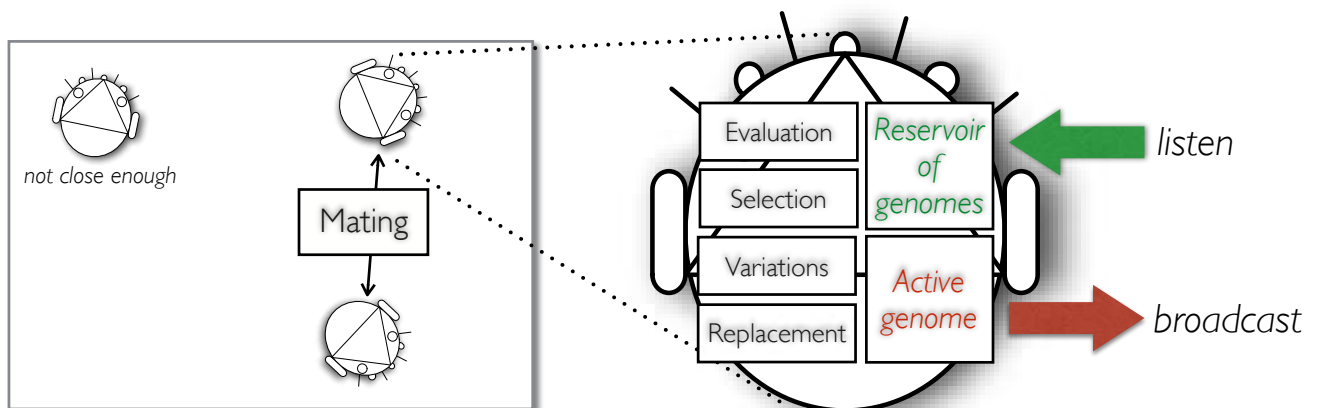 not close enough
Mating
Evaluation
Selection
Variations
Replacement
Reservoir
of
genomes
Active
genome
listen
broadcast